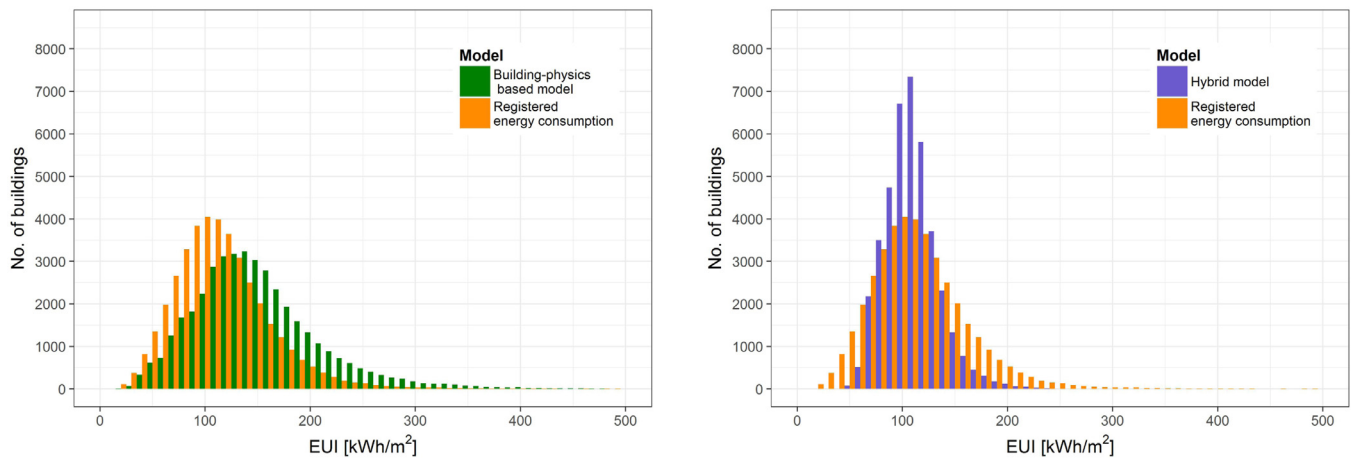 8000
7000
6000
5000
4000
3000
2000
1000
0
No. of buildings
Model
Building-physics
based model
Registered
energy consumption
0 100 200 300 400 500
EUI [kWh/m²]
8000
7000
6000
5000
4000
3000
2000
1000
0
No. of buildings
Model
Hybrid model
Registered
energy consumption
0 100 200 300 400 500
EUI [kWh/m²]